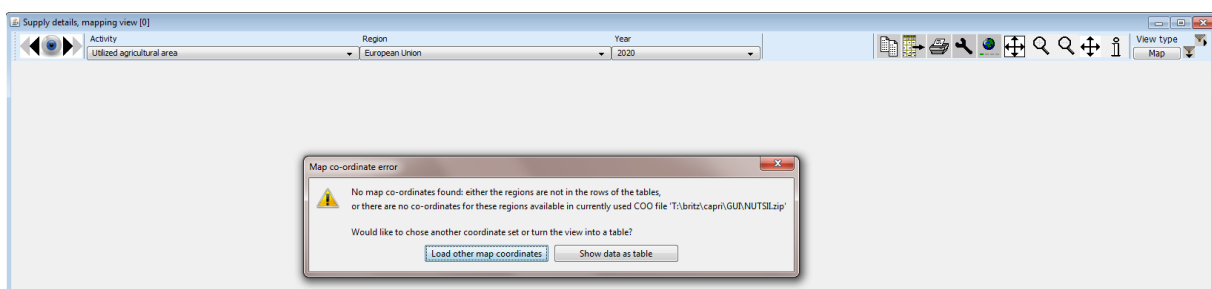 Supply details, mapping view [0]
Activity
Region
Year
View type
Utilized agricultural area
European Union
2020
Map
Map co-ordinate error
No map co-ordinates found: either the regions are not in the rows of the tables,
or there are no co-ordinates for these regions available in currently used COO file 'T:\britz\capri\GUI\NUTSII.zip'
Would like to chose another coordinate set or turn the view into a table?
Load other map coordinates
Show data as table